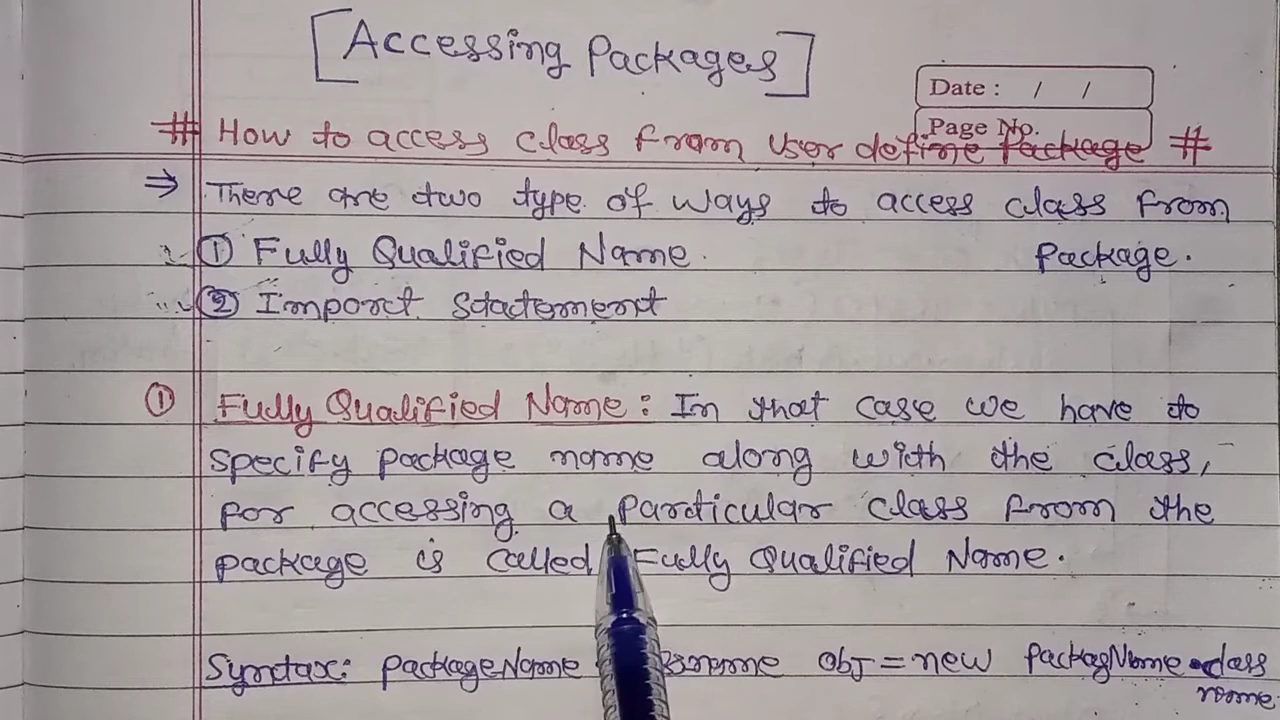 [Accessing Packages]
Date : / /
Page No.
# How to access class from user define Package #
⇒ There are two type of ways to access class from
① Fully Qualified Name. Package.
② Import Statement
① Fully Qualified Name: In that case we have to
specify package name along with the class,
for accessing a particular class from the
package is called Fully Qualified Name.
Syntax: PackageName obj = new PackagName.class
name